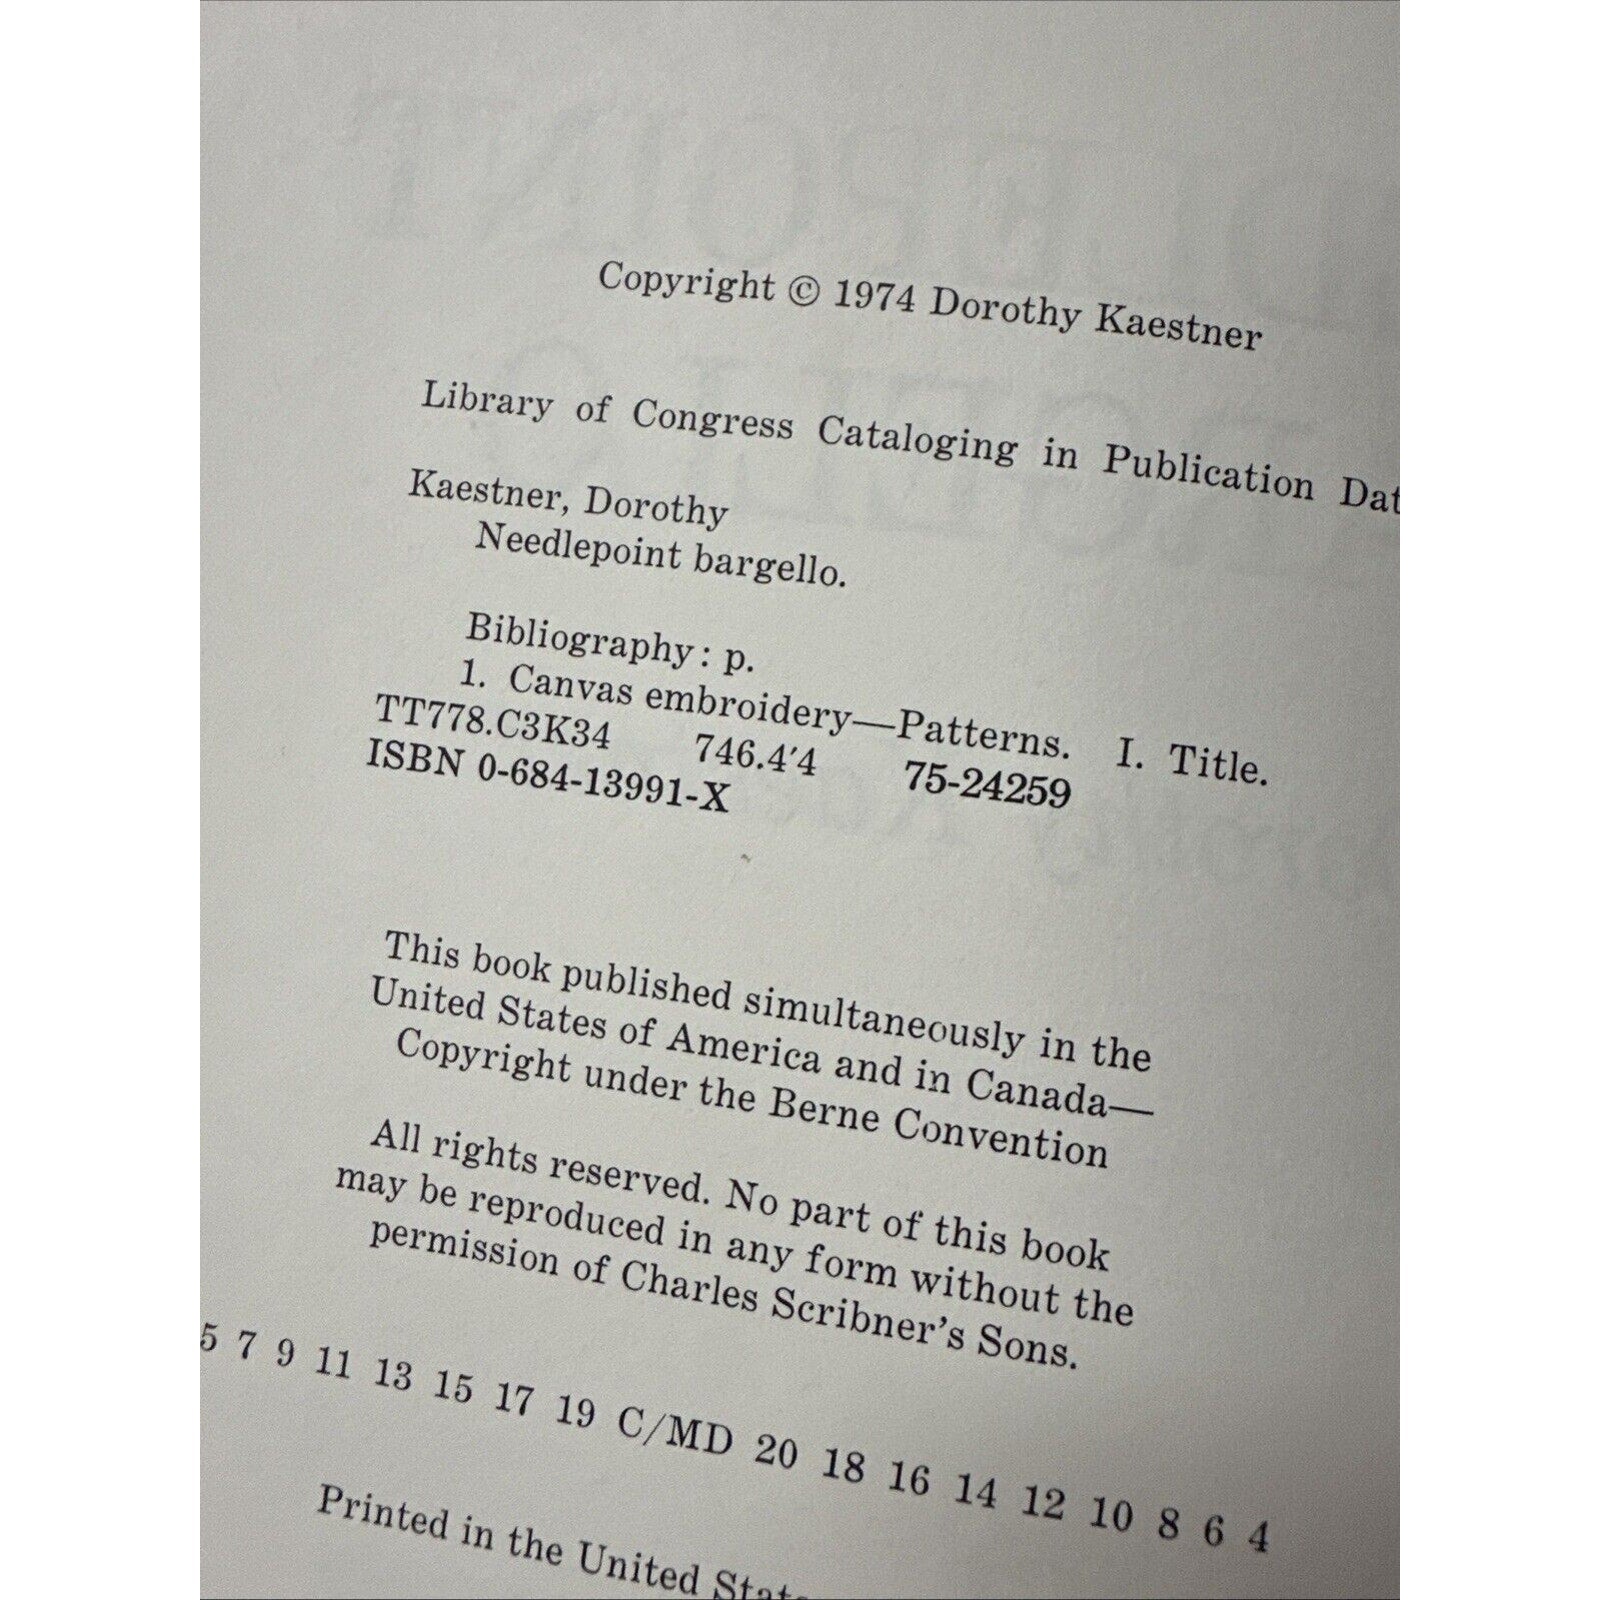 Copyright © 1974 Dorothy Kaestner
Library of Congress Cataloging in Publication Dat
Kaestner, Dorothy
Needlepoint bargello.
Bibliography: p.
1. Canvas embroidery—Patterns. I. Title.
TT778.C3K34 746.4'4 75-24259
ISBN 0-684-13991-X
This book published simultaneously in the
United States of America and in Canada—
Copyright under the Berne Convention
All rights reserved. No part of this book
may be reproduced in any form without the
permission of Charles Scribner's Sons.
5 7 9 11 13 15 17 19 C/MD 20 18 16 14 12 10 8 6 4
Printed in the United Stat